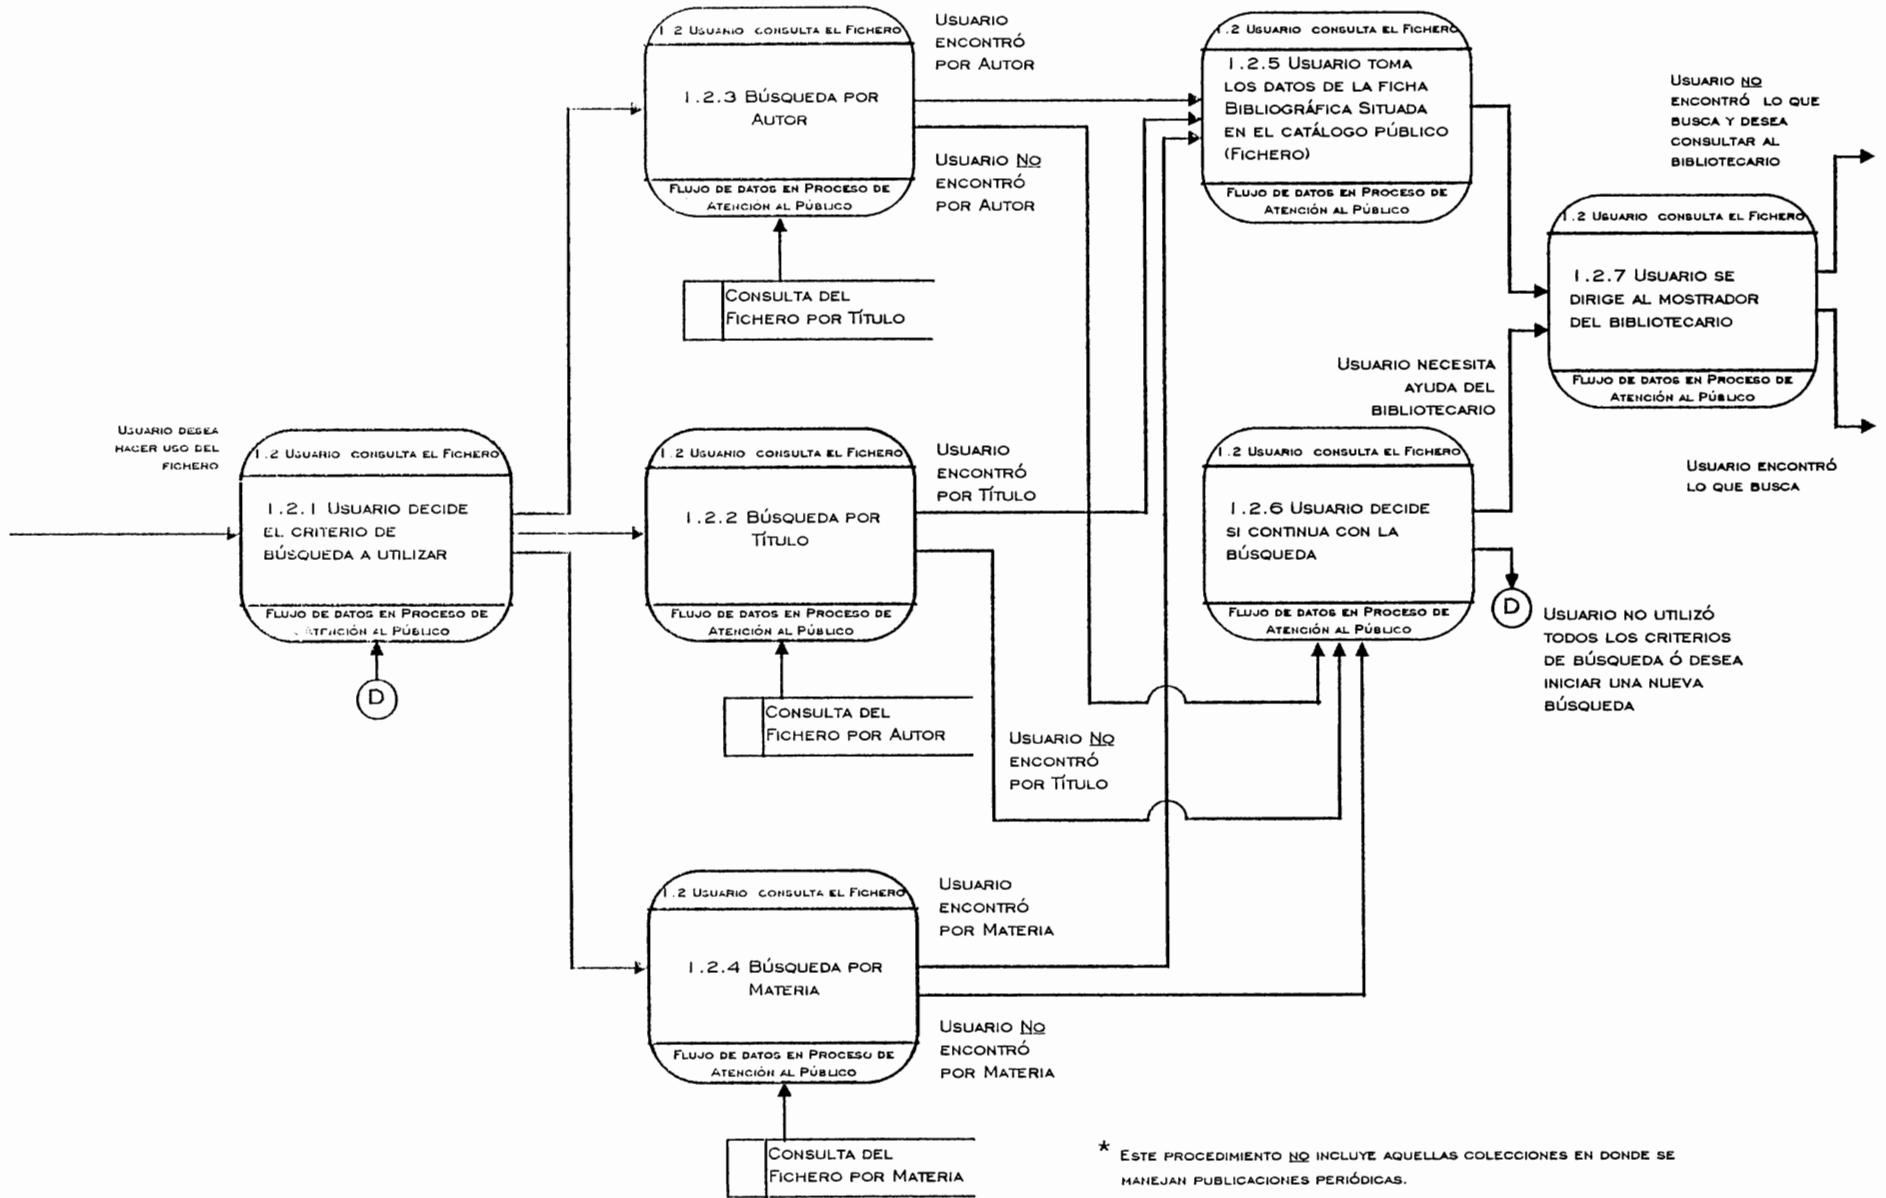 USUARIO DESEA
HACER USO DEL
FICHERO
1.2 USUARIO CONSULTA EL FICHERO
1.2.1 USUARIO DECIDE
EL CRITERIO DE
BÚSQUEDA A UTILIZAR
FLUJO DE DATOS EN PROCESO DE
ATENCIÓN AL PÚBLICO
D
1.2 USUARIO CONSULTA EL FICHERO
1.2.3 BÚSQUEDA POR
AUTOR
FLUJO DE DATOS EN PROCESO DE
ATENCIÓN AL PÚBLICO
CONSULTA DEL
FICHERO POR TÍTULO
USUARIO
ENCONTRÓ
POR AUTOR
USUARIO NO
ENCONTRÓ
POR AUTOR
1.2 USUARIO CONSULTA EL FICHERO
1.2.2 BÚSQUEDA POR
TÍTULO
FLUJO DE DATOS EN PROCESO DE
ATENCIÓN AL PÚBLICO
CONSULTA DEL
FICHERO POR AUTOR
USUARIO
ENCONTRÓ
POR TÍTULO
USUARIO NO
ENCONTRÓ
POR TÍTULO
1.2 USUARIO CONSULTA EL FICHERO
1.2.4 BÚSQUEDA POR
MATERIA
FLUJO DE DATOS EN PROCESO DE
ATENCIÓN AL PÚBLICO
CONSULTA DEL
FICHERO POR MATERIA
USUARIO
ENCONTRÓ
POR MATERIA
USUARIO NO
ENCONTRÓ
POR MATERIA
1.2 USUARIO CONSULTA EL FICHERO
1.2.5 USUARIO TOMA
LOS DATOS DE LA FICHA
BIBLIOGRÁFICA SITUADA
EN EL CATÁLOGO PÚBLICO
(FICHERO)
FLUJO DE DATOS EN PROCESO DE
ATENCIÓN AL PÚBLICO
1.2 USUARIO CONSULTA EL FICHERO
1.2.6 USUARIO DECIDE
SI CONTINUA CON LA
BÚSQUEDA
FLUJO DE DATOS EN PROCESO DE
ATENCIÓN AL PÚBLICO
USUARIO NECESITA
AYUDA DEL
BIBLIOTECARIO
D
USUARIO NO UTILIZÓ
TODOS LOS CRITERIOS
DE BÚSQUEDA Ó DESEA
INICIAR UNA NUEVA
BÚSQUEDA
1.2 USUARIO CONSULTA EL FICHERO
1.2.7 USUARIO SE
DIRIGE AL MOSTRADOR
DEL BIBLIOTECARIO
FLUJO DE DATOS EN PROCESO DE
ATENCIÓN AL PÚBLICO
USUARIO NO
ENCONTRÓ LO QUE
BUSCA Y DESEA
CONSULTAR AL
BIBLIOTECARIO
USUARIO ENCONTRÓ
LO QUE BUSCA
* ESTE PROCEDIMIENTO NO INCLUYE AQUELLAS COLECCIONES EN DONDE SE
MANEJAN PUBLICACIONES PERIÓDICAS.